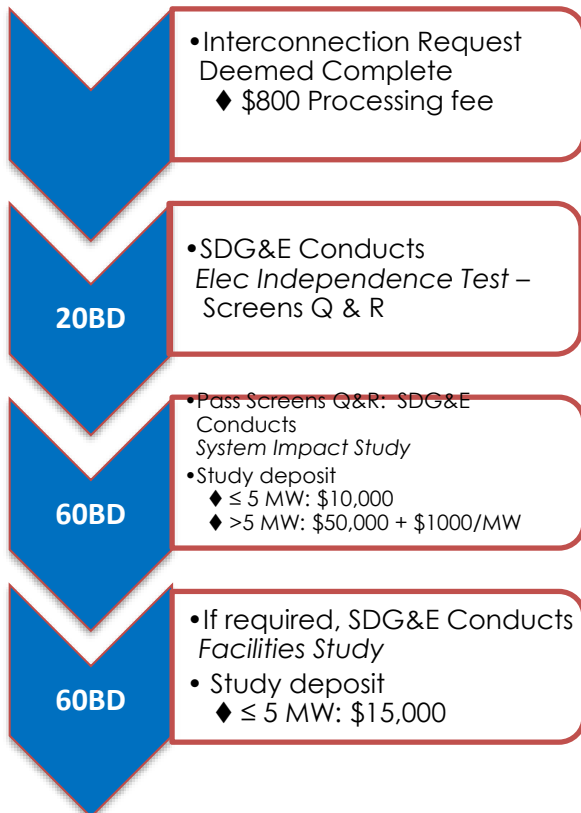 •Interconnection Request
Deemed Complete
♦ $800 Processing fee
20BD
•SDG&E Conducts
Elec Independence Test –
Screens Q & R
60BD
•Pass Screens Q&R: SDG&E
Conducts
System Impact Study
•Study deposit
♦ ≤ 5 MW: $10,000
♦ >5 MW: $50,000 + $1000/MW
60BD
•If required, SDG&E Conducts
Facilities Study
• Study deposit
♦ ≤ 5 MW: $15,000